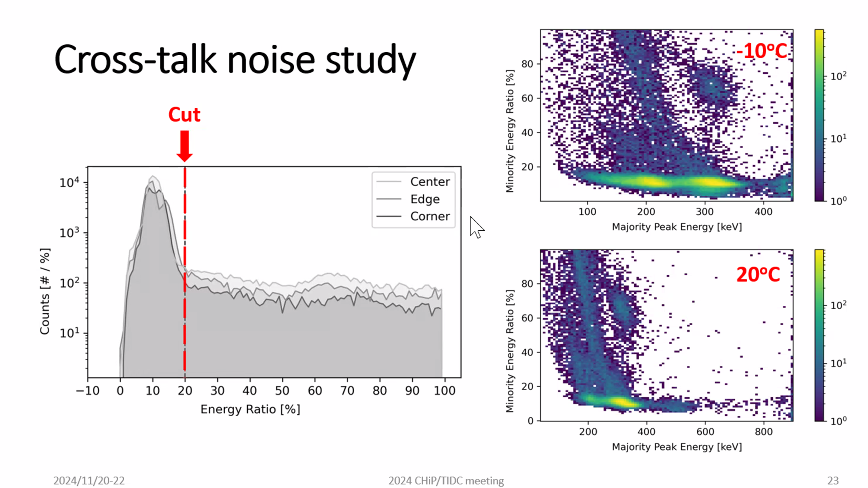 Cross-talk noise study
Cut
Center
Edge
Corner
10⁴
10³
10²
10¹
Counts [# / %]
−10 0 10 20 30 40 50 60 70 80 90 100
Energy Ratio [%]
-10°C
80
60
40
20
Minority Energy Ratio [%]
100 200 300 400
Majority Peak Energy [keV]
10²
10¹
10⁰
20°C
80
60
40
20
0
Minority Energy Ratio [%]
200 400 600 800
Majority Peak Energy [keV]
10²
10¹
10⁰
2024/11/20-22
2024 CHiP/TIDC meeting
23